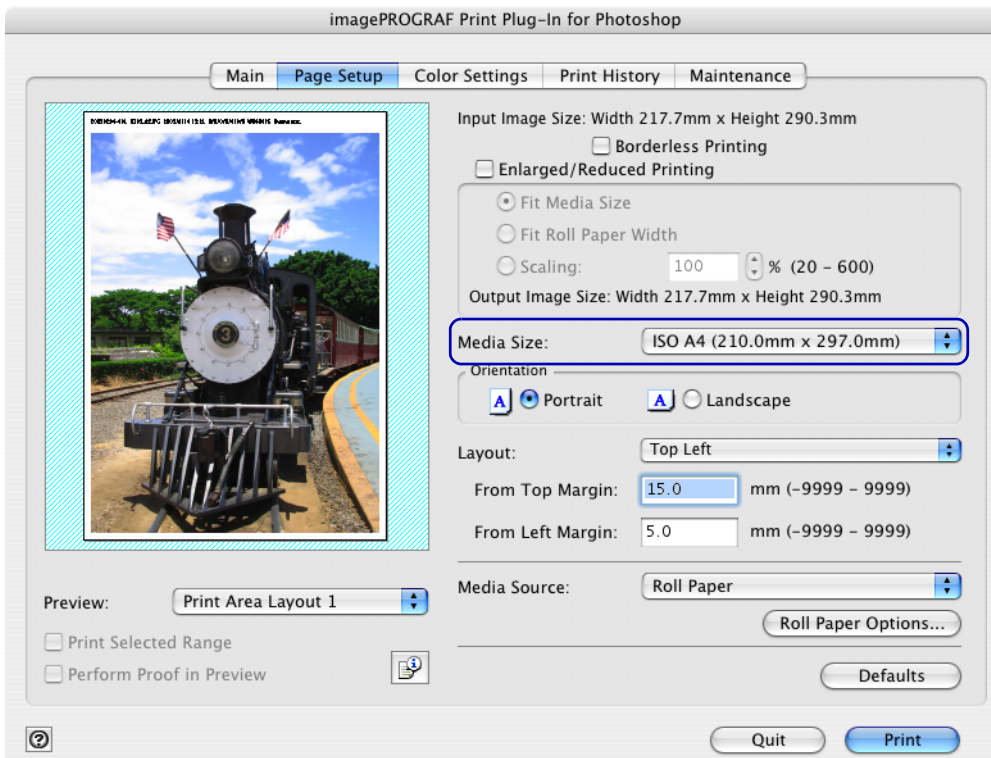 imagePROGRAF Print Plug-In for Photoshop
Main Page Setup Color Settings Print History Maintenance
Input Image Size: Width 217.7mm x Height 290.3mm
Borderless Printing
Enlarged/Reduced Printing
Fit Media Size
Fit Roll Paper Width
Scaling: 100 % (20 – 600)
Output Image Size: Width 217.7mm x Height 290.3mm
Media Size: ISO A4 (210.0mm x 297.0mm)
Orientation
A Portrait A Landscape
Layout: Top Left
From Top Margin: 15.0 mm (-9999 – 9999)
From Left Margin: 5.0 mm (-9999 – 9999)
Media Source: Roll Paper
Roll Paper Options...
Defaults
3
3
Preview: Print Area Layout 1
Print Selected Range
Perform Proof in Preview
? Quit Print